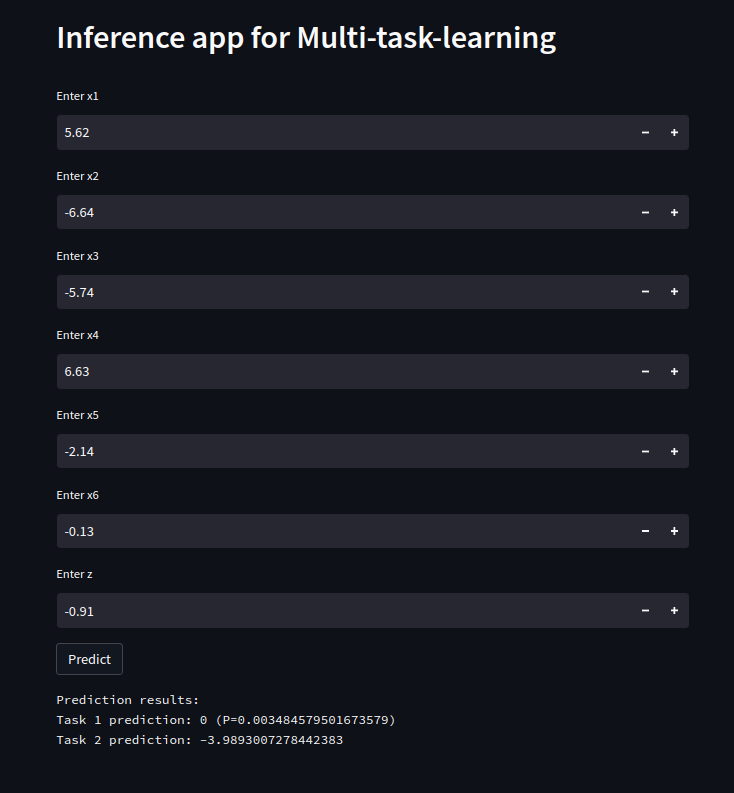 Inference app for Multi-task-learning
Enter x1
5.62
Enter x2
-6.64
Enter x3
-5.74
Enter x4
6.63
Enter x5
-2.14
Enter x6
-0.13
Enter z
-0.91
Predict
Prediction results:
Task 1 prediction: 0 (P=0.003484579501673579)
Task 2 prediction: -3.9893007278442383